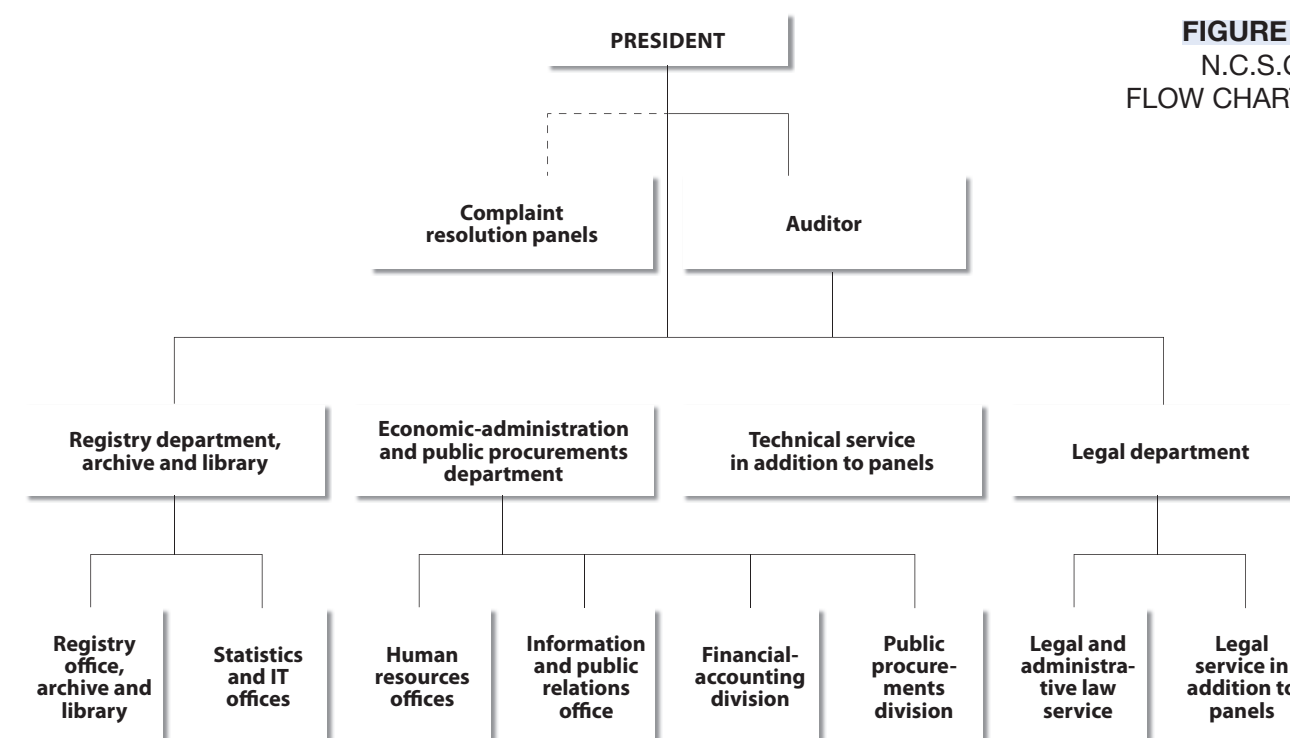 PRESIDENT
FIGURE
N.C.S.
FLOW CHAR
Complaint
resolution panels
Auditor
Registry department,
archive and library
Economic-administration
and public procurements
department
Technical service
in addition to panels
Legal department
Registry
office,
archive and
library
Statistics
and IT
offices
Human
resources
offices
Information
and public
relations
office
Financial-
accounting
division
Public
procure-
ments
division
Legal and
administra-
tive law
service
Legal
service in
addition to
panels